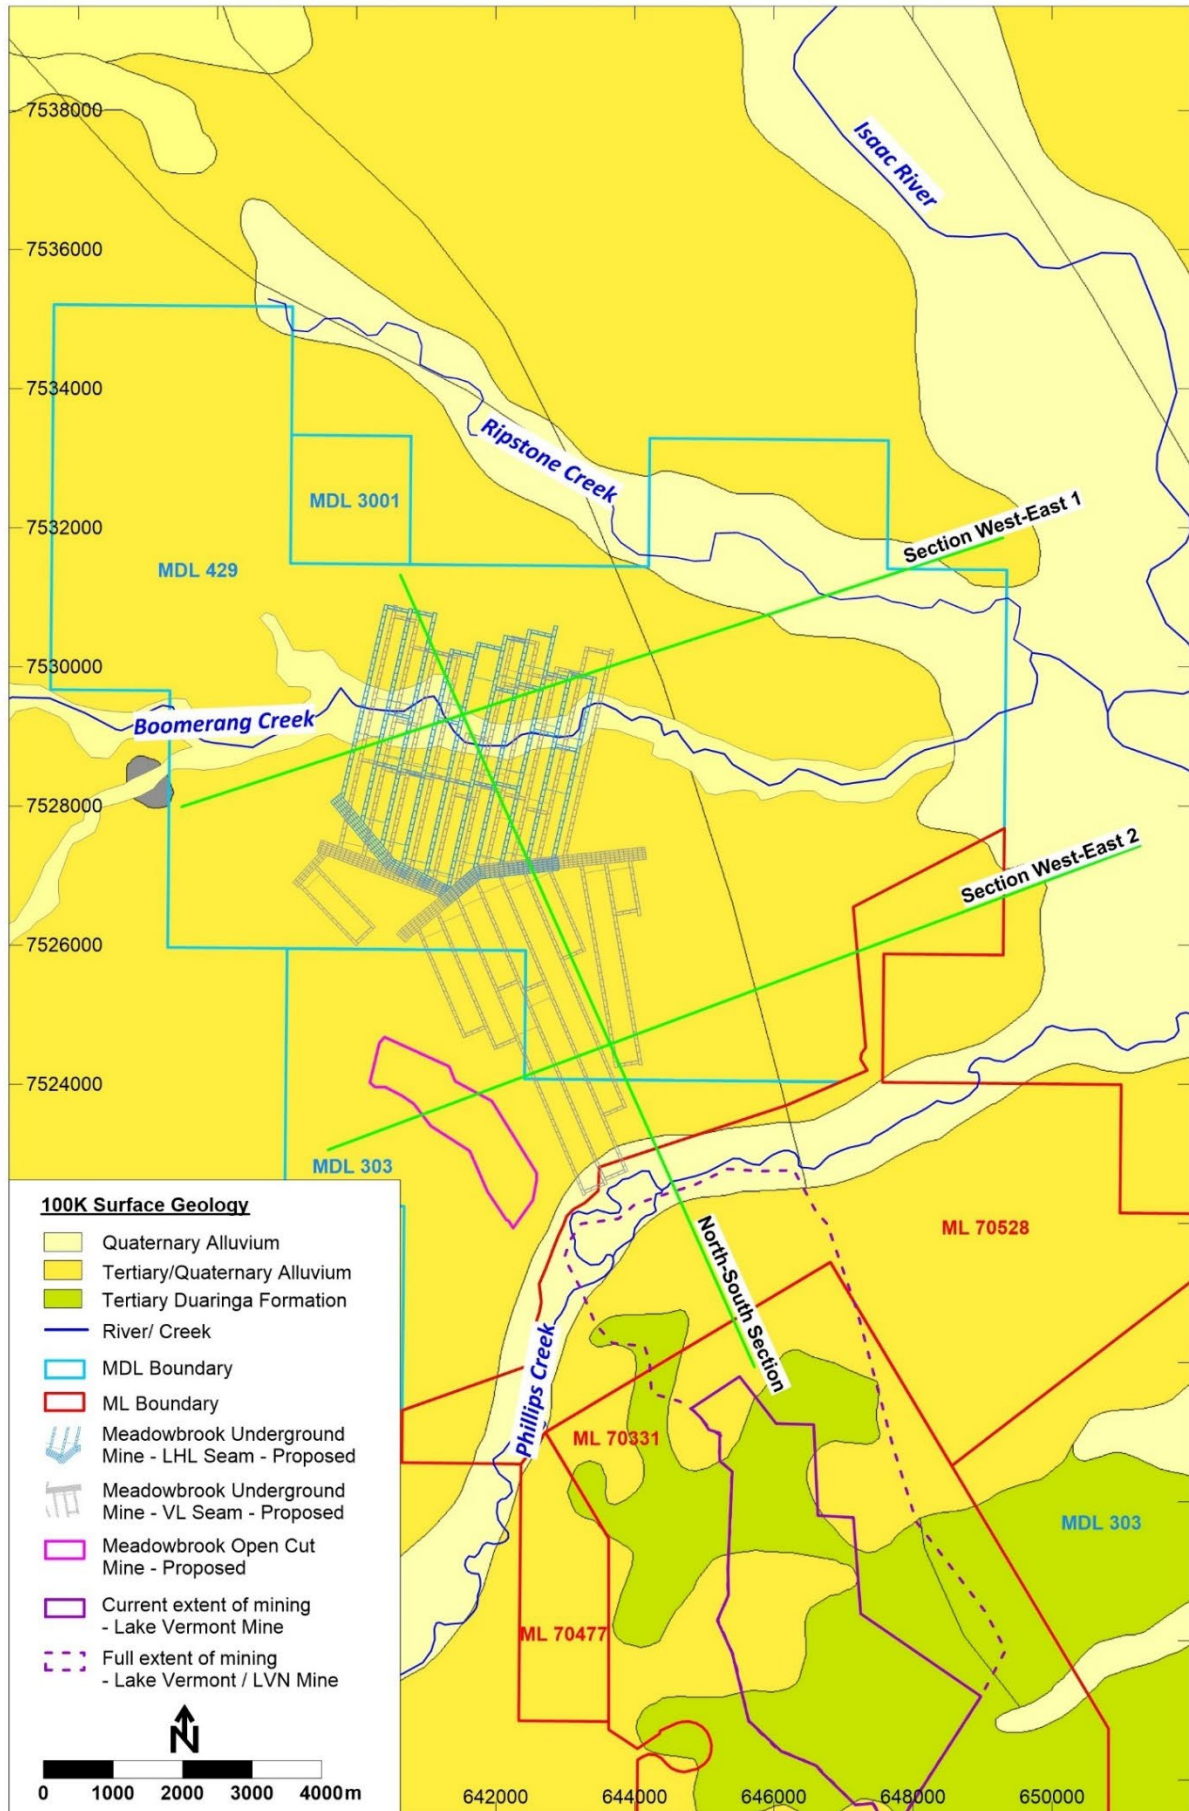 7538000
Isaac River
7536000
7534000
Ripstone Creek
MDL 3001
7532000
Section West-East 1
MDL 429
7530000
Boomerang Creek
7528000
Section West-East 2
7526000
7524000
MDL 303
ML 70528
North-South Section
Phillips Creek
ML 70331
MDL 303
ML 70477
100K Surface Geology
Quaternary Alluvium
Tertiary/Quaternary Alluvium
Tertiary Duaringa Formation
River/ Creek
MDL Boundary
ML Boundary
Meadowbrook Underground
Mine - LHL Seam - Proposed
Meadowbrook Underground
Mine - VL Seam - Proposed
Meadowbrook Open Cut
Mine - Proposed
Current extent of mining
- Lake Vermont Mine
Full extent of mining
- Lake Vermont / LVN Mine
N
0 1000 2000 3000 4000m
642000 644000 646000 648000 650000